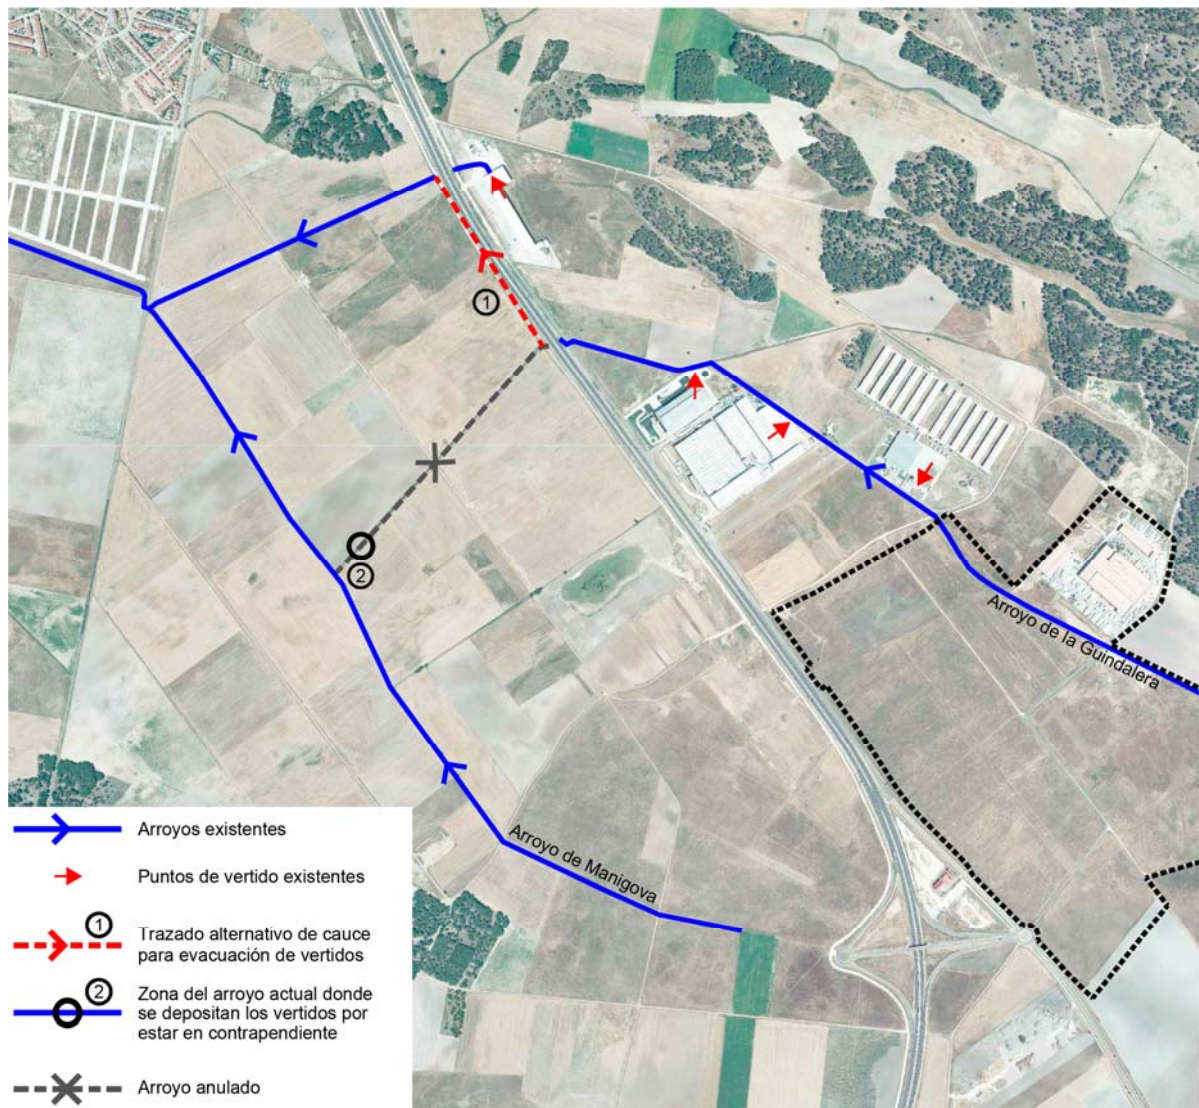 1
2
Arroyo de la Guindalera
Arroyo de Manigova
Arroyos existentes
Puntos de vertido existentes
1
Trazado alternativo de cauce
para evacuación de vertidos
2
Zona del arroyo actual donde
se depositan los vertidos por
estar en contrapendiente
Arroyo anulado